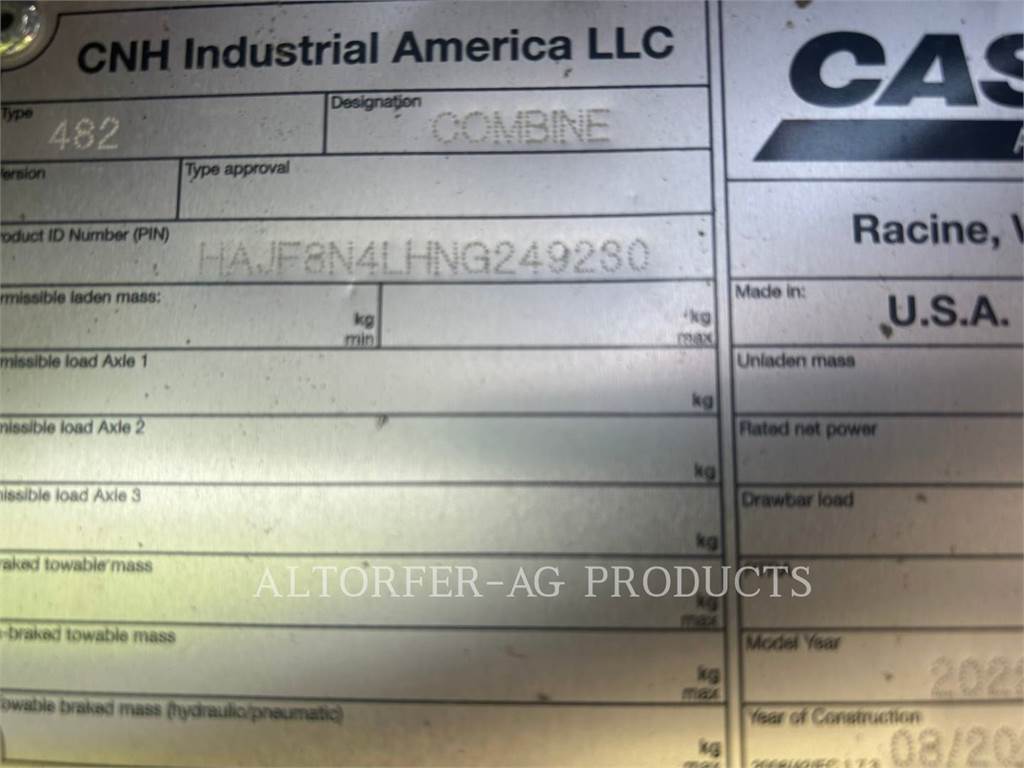 CNH Industrial America LLC
CAS
Type
482
Designation
COMBINE
ersion
Type approval
Racine,
oduct ID Number (PIN)
HAJF8N4LHNG249280
Made in:
U.S.A.
rmissible laden mass:
kg
min
kg
max
missible load Axle 1
kg
Unladen mass
missible load Axle 2
kg
Rated net power
missible load Axle 3
kg
Drawbar load
raked towable mass
kg
max
ALTORFER-AG PRODUCTS
-braked towable mass
kg
max
Model Year
202
owable braked mass (hydraulic/pneumatic)
kg
Year of Construction
08/20